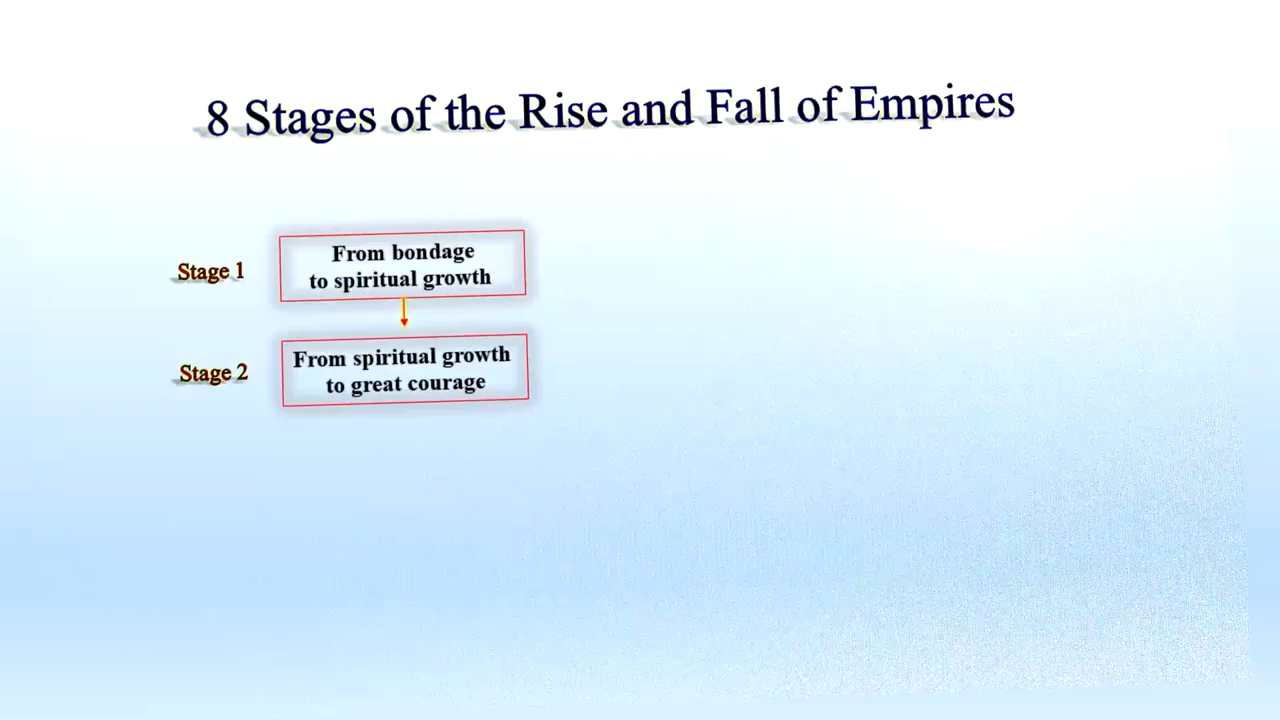 8 Stages of the Rise and Fall of Empires
Stage 1
From bondage
to spiritual growth
Stage 2
From spiritual growth
to great courage